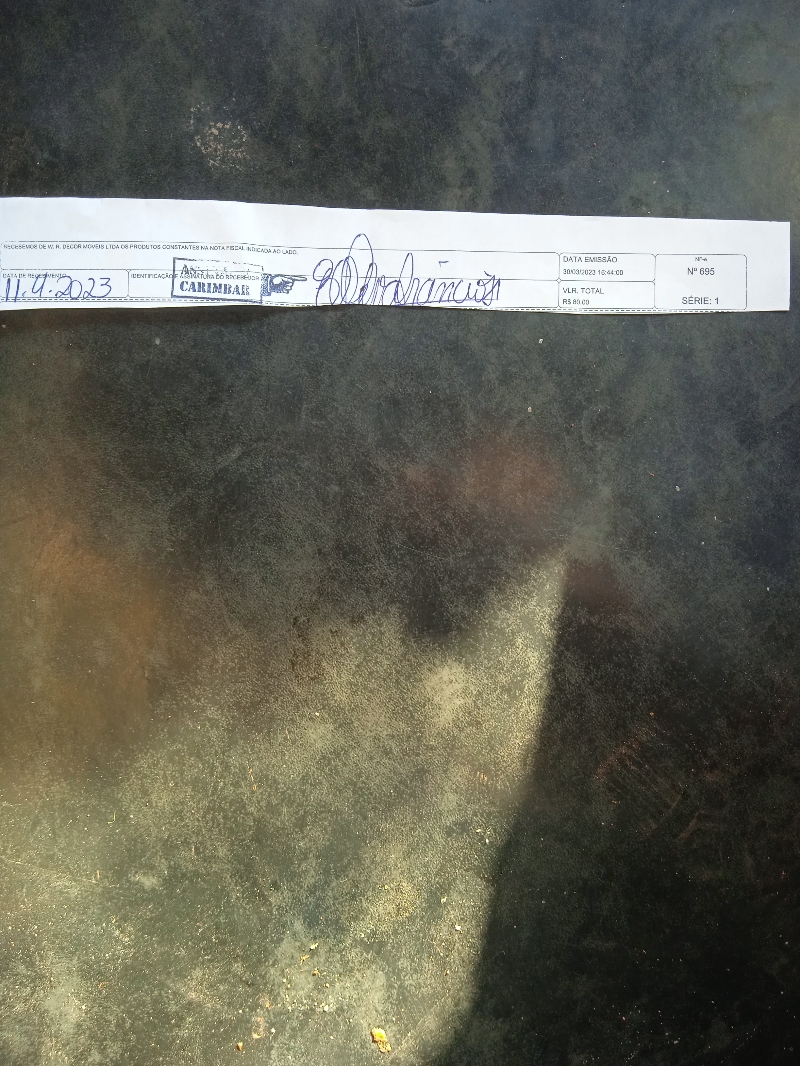 RECEBEMOS DE W. R. DECOR MOVEIS LTDA OS PRODUTOS CONSTANTES NA NOTA FISCAL INDICADA AO LADO.
DATA DE RECEBIMENTO
11.4.2023
IDENTIFICAÇÃO E ASSINATURA DO RECEBEDOR
CARIMBAR
DATA EMISSÃO
30/03/2023 16:44:00
VLR. TOTAL
R$ 80,00
NF-e
Nº 695
SÉRIE: 1